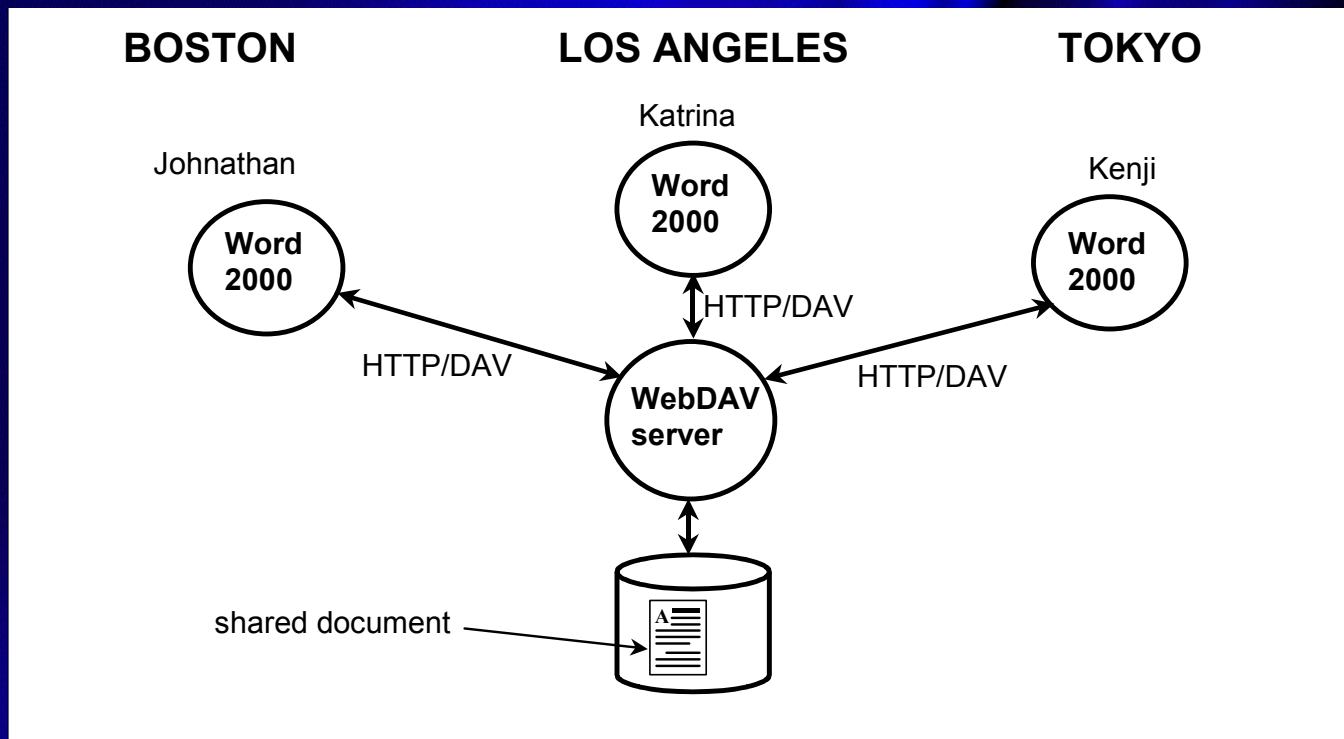 BOSTON
LOS ANGELES
TOKYO
Katrina
Johnathan
Kenji
Word
2000
Word
2000
Word
2000
HTTP/DAV
HTTP/DAV
HTTP/DAV
WebDAV
server
shared document
A